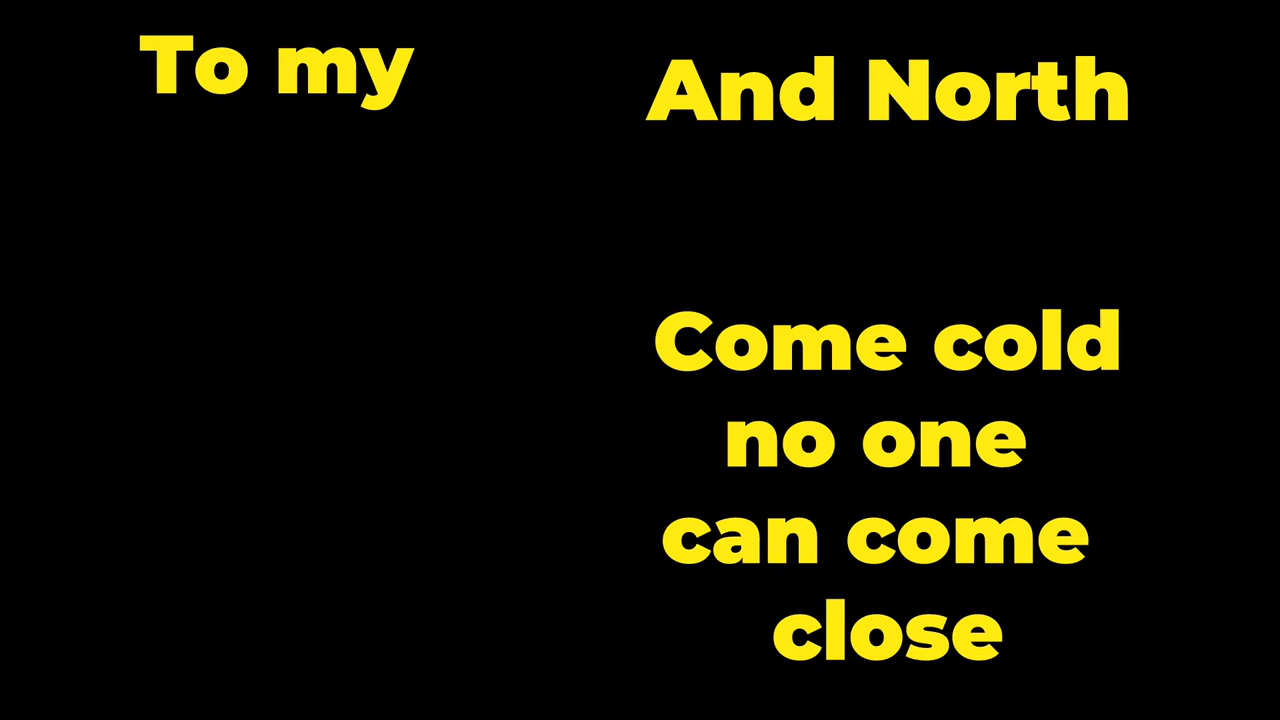 To my
And North
Come cold
no one
can come
close